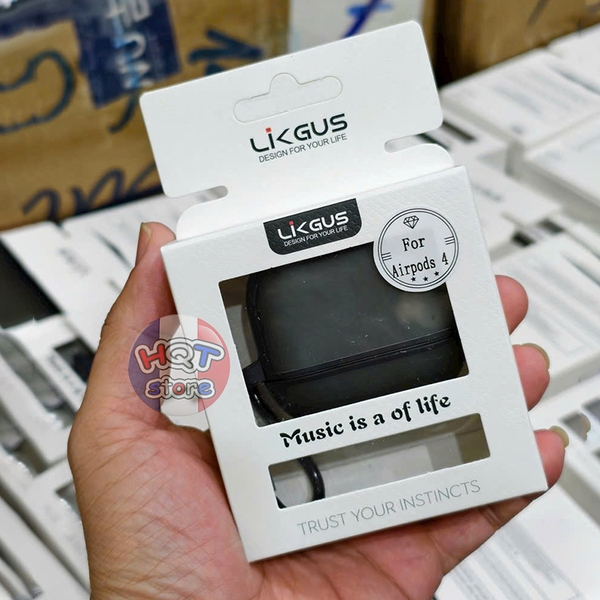 LIKGUS
DESIGN FOR YOUR LIFE
LIKGUS
DESIGN FOR YOUR LIFE
For
Airpods 4
HQT
store
Music is a of life
TRUST YOUR INSTINCTS